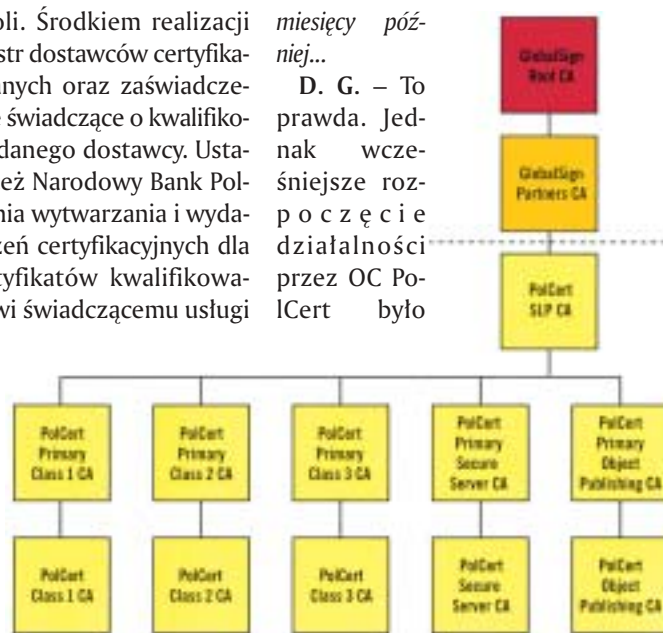 oli. Środkiem realizacji
str dostawców certyfika-
nych oraz zaświadcze-
e świadczące o kwalifiko-
danego dostawcy. Usta-
eż Narodowy Bank Pol-
nia wytwarzania i wyda-
zeń certyfikacyjnych dla
tyfikatów kwalifikowa-
wi świadczącemu usługi
miesięcy póź-
niej...
D. G. – To
prawda. Jed-
nak wcze-
śniejsze roz-
poczęcie
działalności
przez OC Po-
lCert było
GlobalSign
Root CA
GlobalSign
Partners CA
PolCert
SLP CA
PolCert
Primary
Class 1 CA
PolCert
Primary
Class 2 CA
PolCert
Primary
Class 3 CA
PolCert
Primary
Secure
Server CA
PolCert
Primary
Object
Publishing CA
PolCert
Class 1 CA
PolCert
Class 2 CA
PolCert
Class 3 CA
PolCert
Secure
Server CA
PolCert
Object
Publishing CA